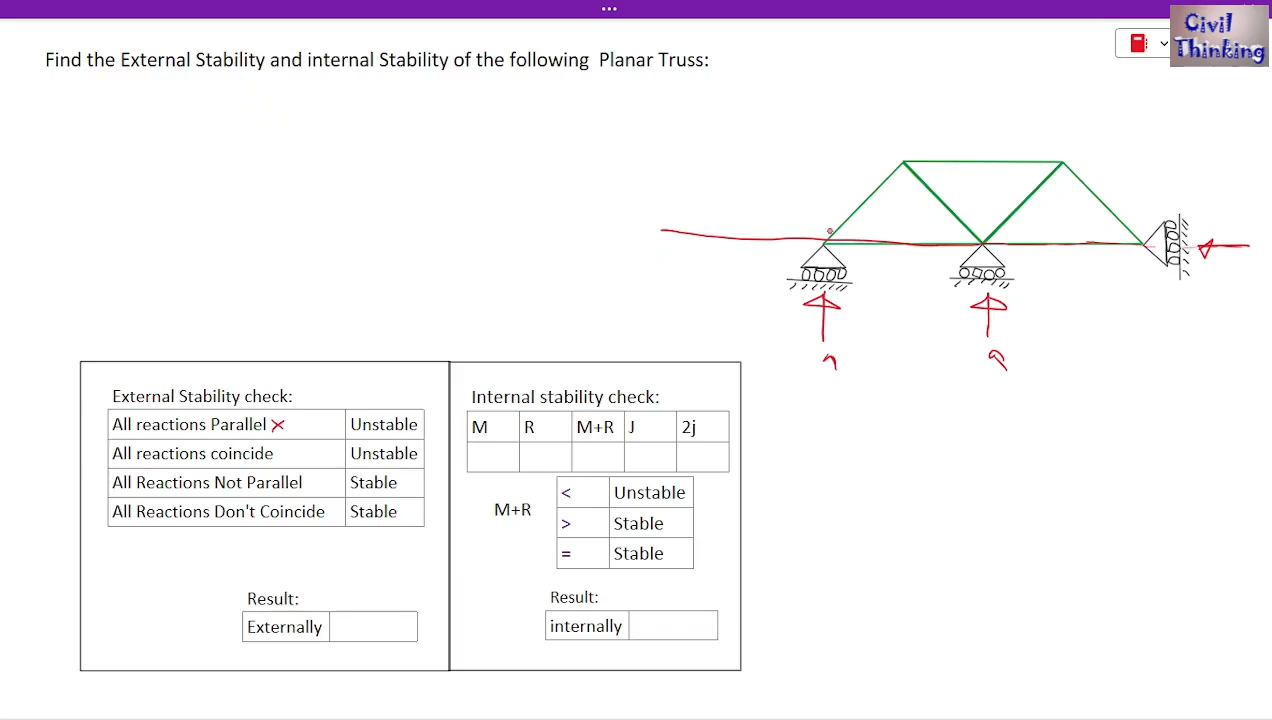 Civil
Thinking
Find the External Stability and internal Stability of the following Planar Truss:
External Stability check:
All reactions Parallel × Unstable
All reactions coincide Unstable
All Reactions Not Parallel Stable
All Reactions Don't Coincide Stable
Result:
Externally
Internal stability check:
M R M+R J 2j
M+R
< Unstable
> Stable
= Stable
Result:
internally